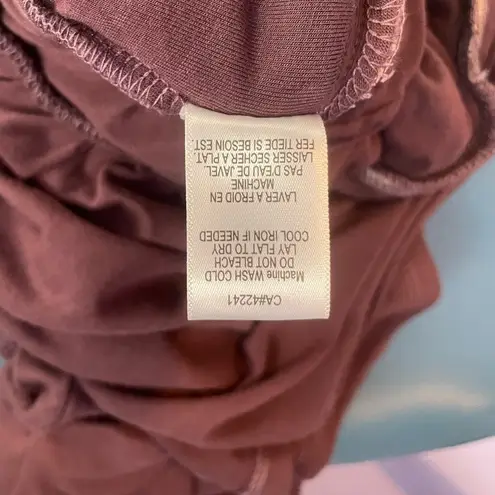 CA#42241
Machine WASH COLD
DO NOT BLEACH
LAY FLAT TO DRY
COOL IRON IF NEEDED
LAVER A FROID EN
MACHINE
PAS D'EAU DE JAVEL.
LAISSER SÉCHER A PLAT.
FER TIEDE SI BESOIN EST.